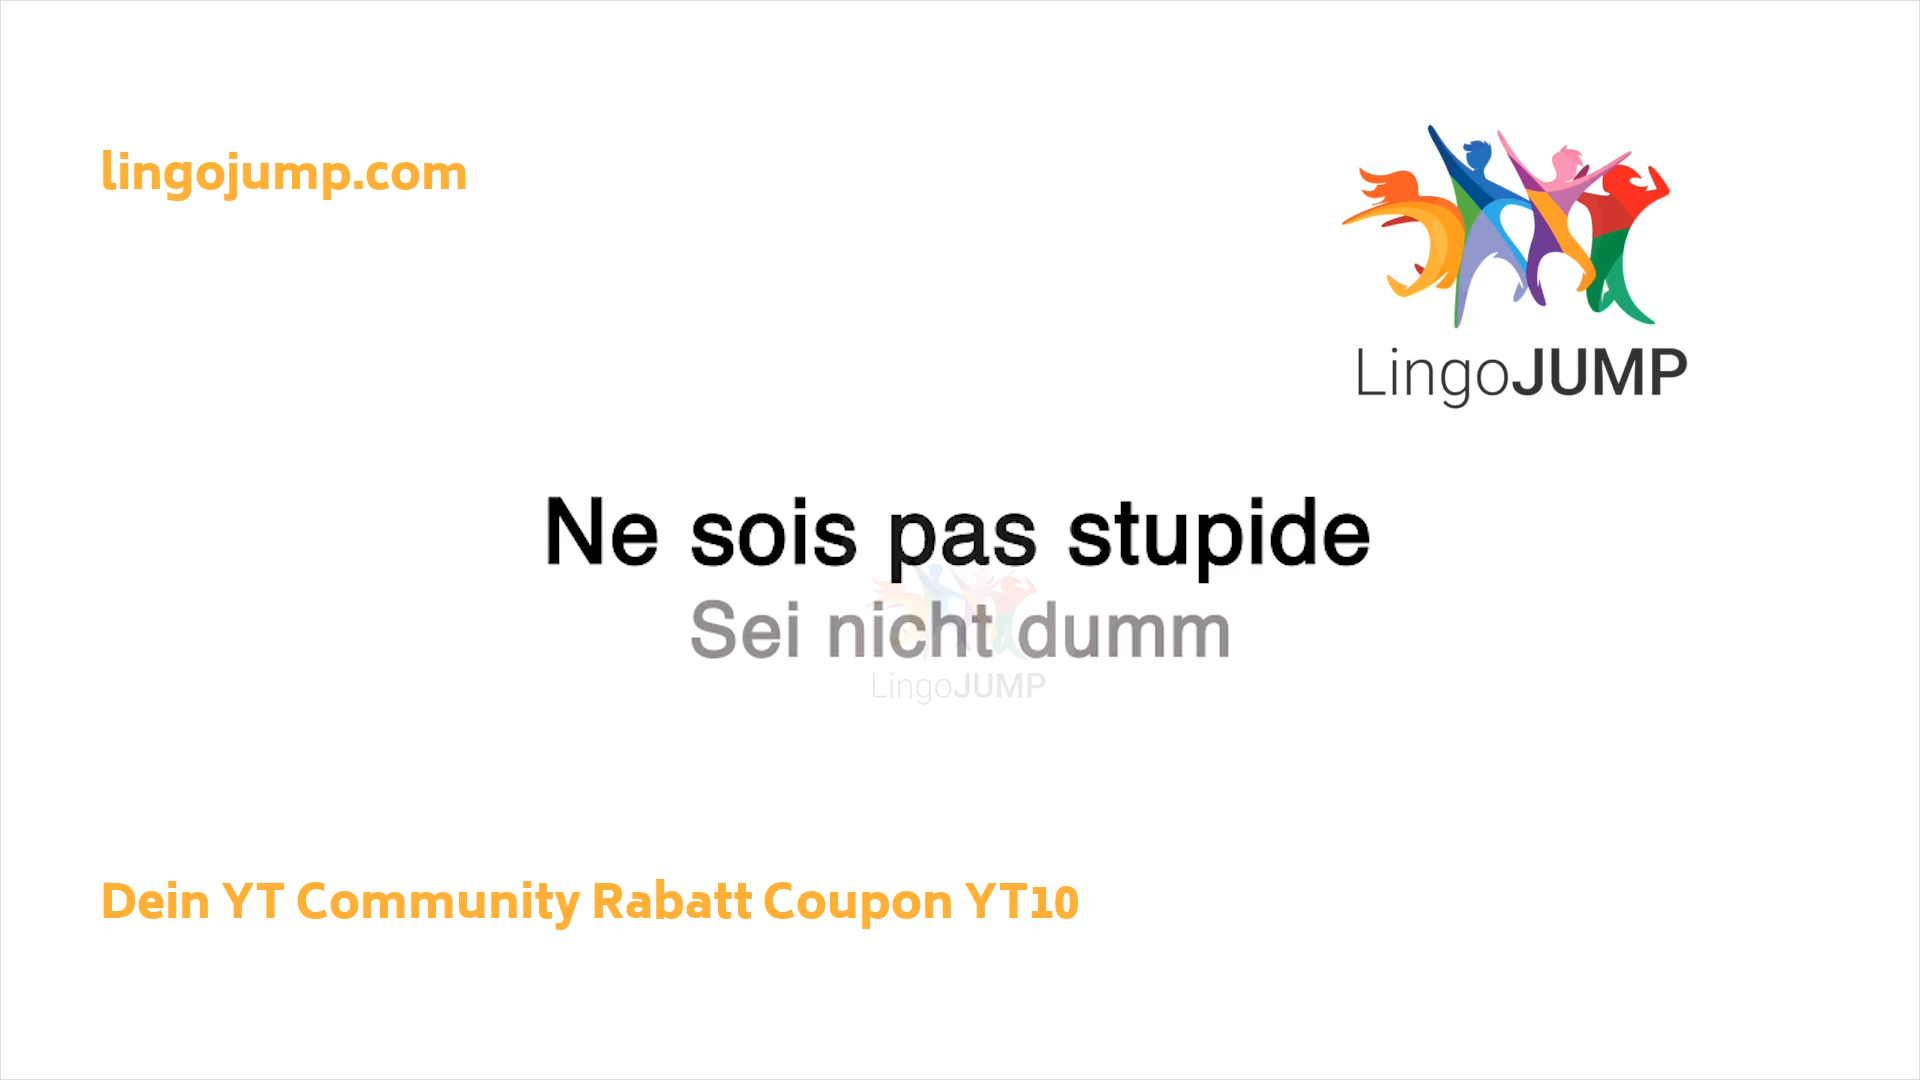 lingojump.com
LingoJUMP
Ne sois pas stupide
Sei nicht dumm
LingoJUMP
Dein YT Community Rabatt Coupon YT10